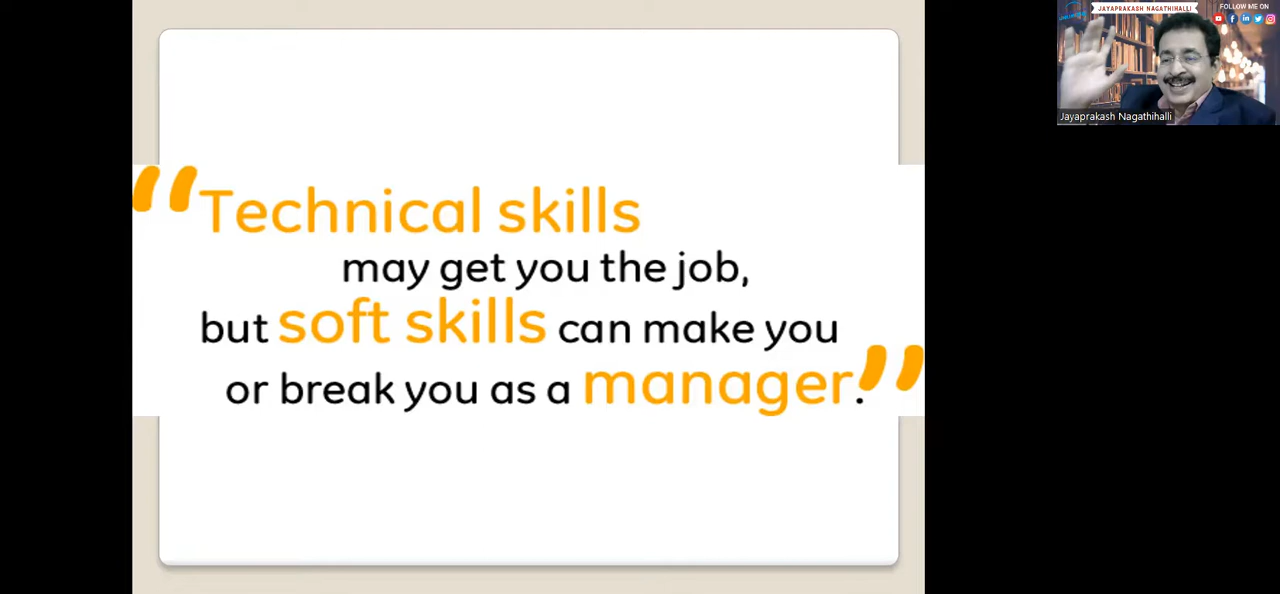 “Technical skills
may get you the job,
but soft skills can make you
or break you as a manager.”
JAYAPRAKASH NAGATHIHALLI
FOLLOW ME ON
Jayaprakash Nagathihalli